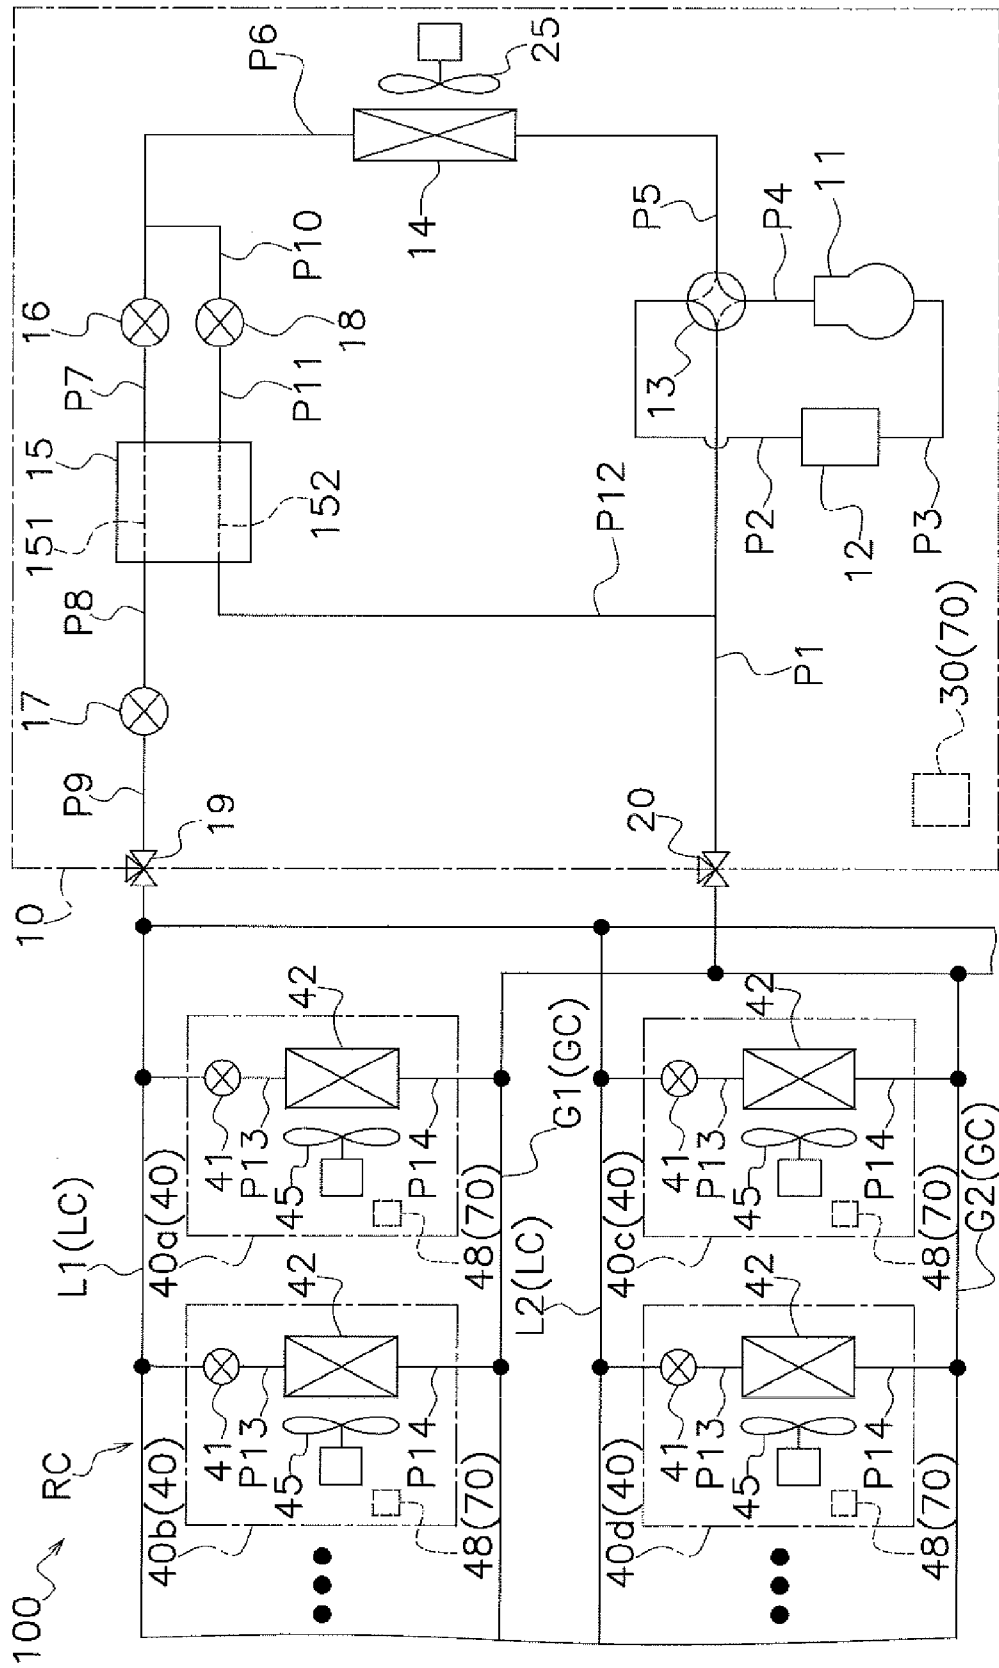 100
RC
10
L1(LC)
P9
17
P8
151
15
P7
16
P6
19
152
P11
18
P10
14
25
40b(40)
41
P13
45
42
P14
48(70)
40a(40)
41
P13
45
42
P14
48(70)
G1(GC)
L2(LC)
20
P1
P12
P2
12
P3
13
P5
P4
11
30(70)
40d(40)
41
P13
45
42
P14
48(70)
40c(40)
41
P13
45
42
P14
48(70)
G2(GC)